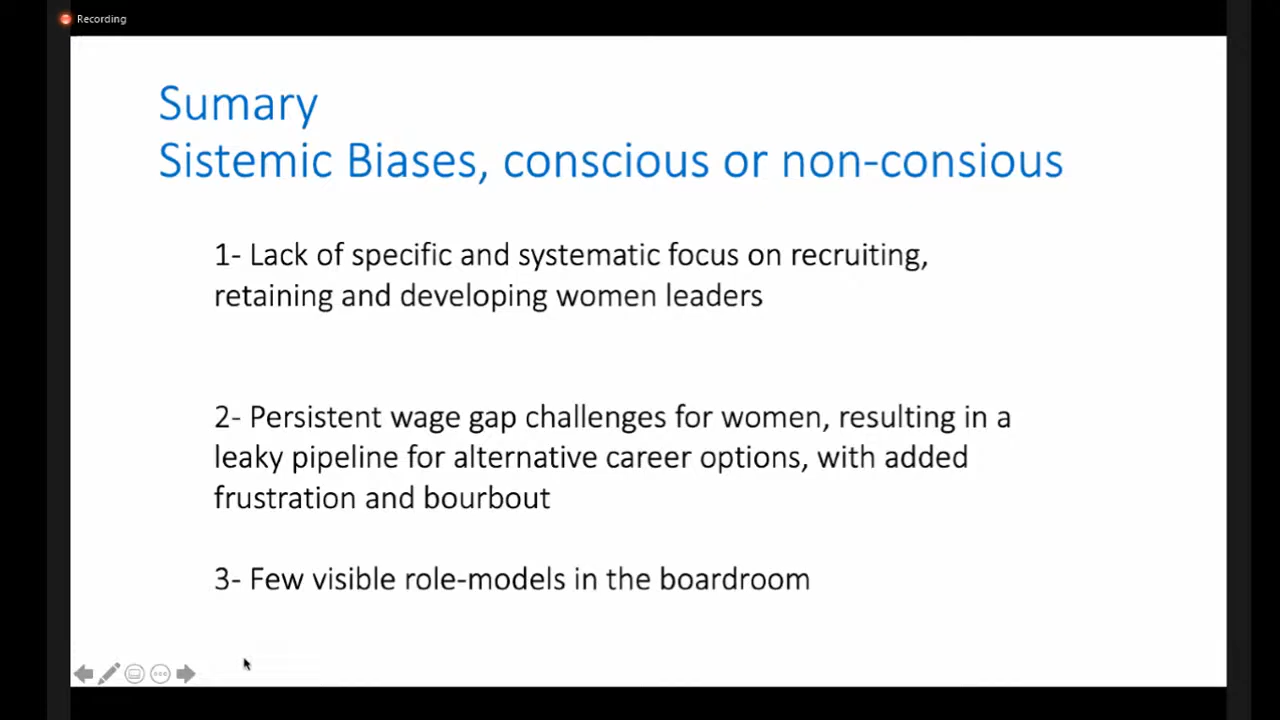 Recording
Sumary
Sistemic Biases, conscious or non-consious
1- Lack of specific and systematic focus on recruiting,
retaining and developing women leaders
2- Persistent wage gap challenges for women, resulting in a
leaky pipeline for alternative career options, with added
frustration and bourbout
3- Few visible role-models in the boardroom